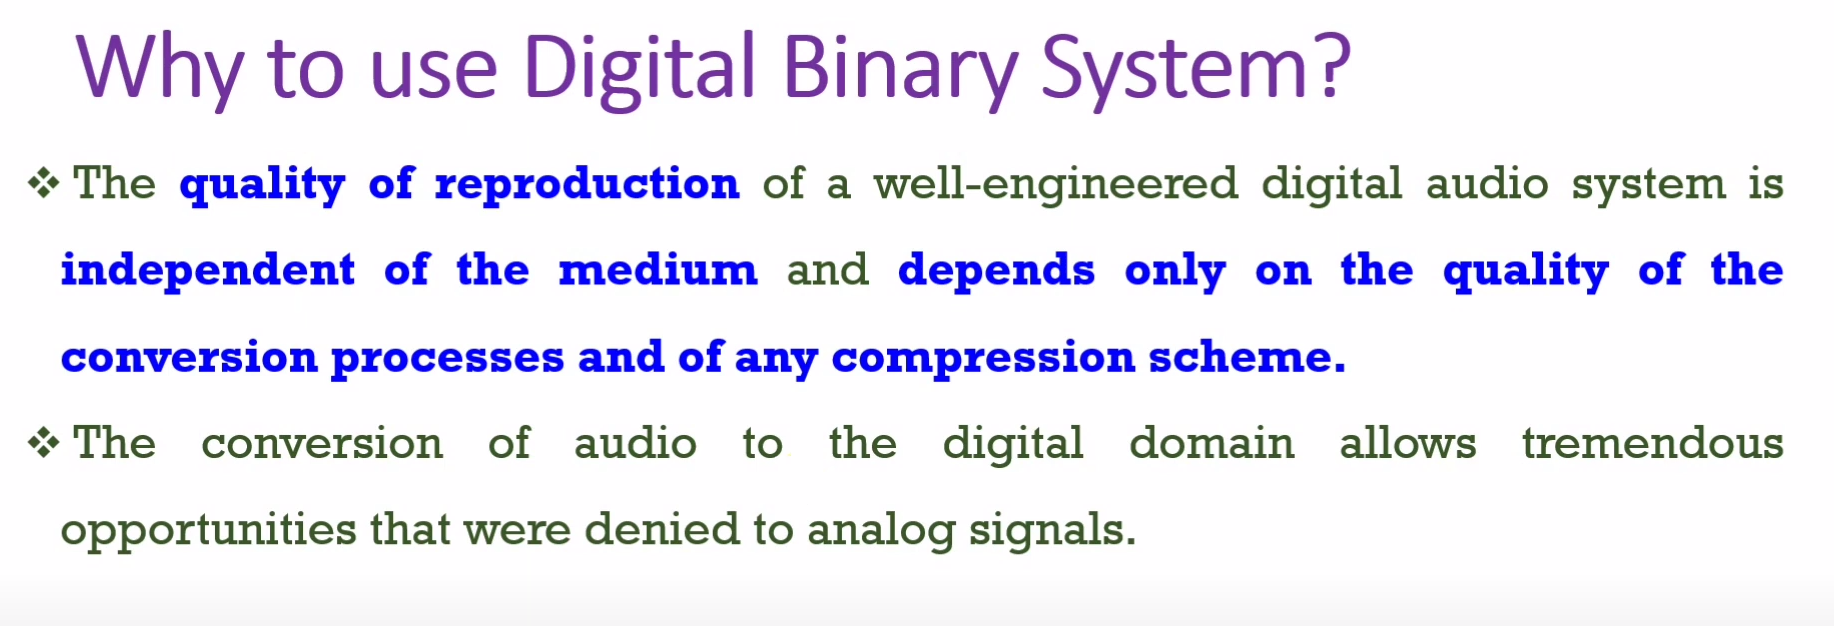 Why to use Digital Binary System?
❖ The quality of reproduction of a well-engineered digital audio system is
independent of the medium and depends only on the quality of the
conversion processes and of any compression scheme.
❖ The conversion of audio to the digital domain allows tremendous
opportunities that were denied to analog signals.